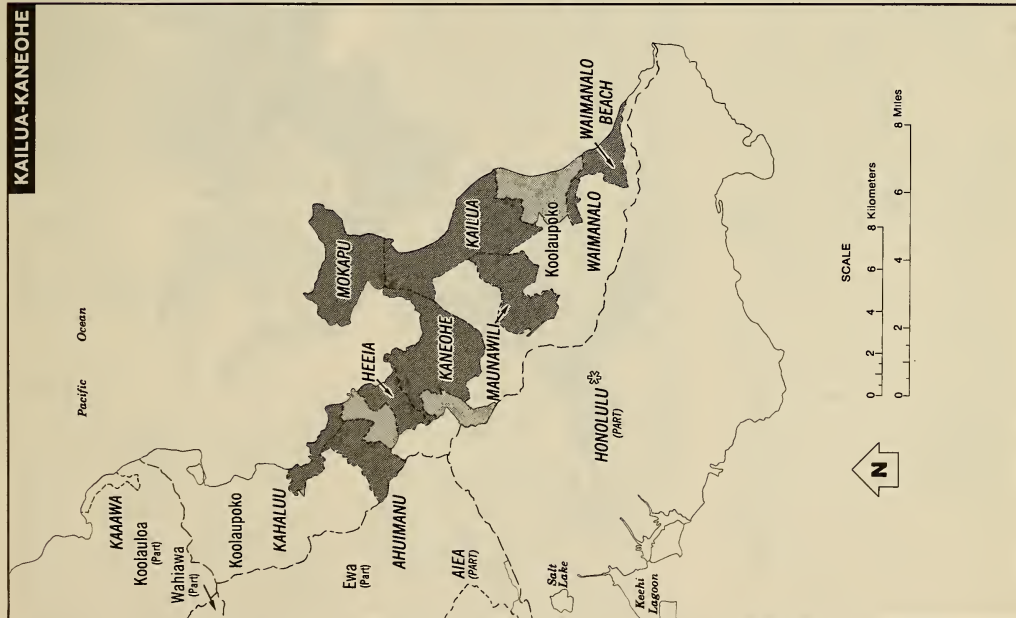 KAILUA-KANEOHE
Pacific Ocean
KAAAWA
Koolauloa
(Part)
Wahiawa
(Part)
Koolaupoko
KAHALUU
Ewa
(Part)
AHUIMANU
AIEA
(PART)
Salt
Lake
Keehi
Lagoon
HEEIA
MOKAPU
KANEOHE
KAILUA
MAUNAWILI
Koolaupoko
WAIMANALO
WAIMANALO
BEACH
HONOLULU
(PART)
N
SCALE
0 2 4 6 8 Kilometers
0 2 4 6 8 Miles